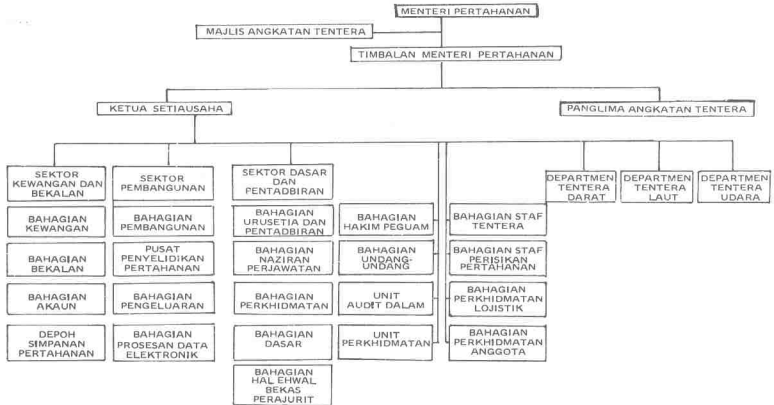 MENTERI PERTAHANAN
MAJLIS ANGKATAN TENTERA
TIMBALAN MENTERI PERTAHANAN
KETUA SETIAUSAHA
PANGLIMA ANGKATAN TENTERA
SEKTOR
KEWANGAN DAN
BEKALAN
BAHAGIAN
KEWANGAN
BAHAGIAN
BEKALAN
BAHAGIAN
AKAUN
DEPOH
SIMPANAN
PERTAHANAN
SEKTOR
PEMBANGUNAN
BAHAGIAN
PEMBANGUNAN
PUSAT
PENYELIDIKAN
PERTAHANAN
BAHAGIAN
PENGELUARAN
BAHAGIAN
PROSESAN DATA
ELEKTRONIK
SEKTOR DASAR
DAN
PENTADBIRAN
BAHAGIAN
URUSETIA DAN
PENTADBIRAN
BAHAGIAN
NAZIRAN
PERJAWATAN
BAHAGIAN
PERKHIDMATAN
BAHAGIAN
DASAR
BAHAGIAN
HAL EHWAL
BEKAS
PERAJURIT
BAHAGIAN
HAKIM PEGUAM
BAHAGIAN
UNDANG-
UNDANG
UNIT
AUDIT DALAM
UNIT
PERKHIDMATAN
BAHAGIAN STAF
TENTERA
BAHAGIAN STAF
PERISIKAN
PERTAHANAN
BAHAGIAN
PERKHIDMATAN
LOJISTIK
BAHAGIAN
PERKHIDMATAN
ANGGOTA
DEPARTMEN
TENTERA
DARAT
DEPARTMEN
TENTERA
LAUT
DEPARTMEN
TENTERA
UDARA